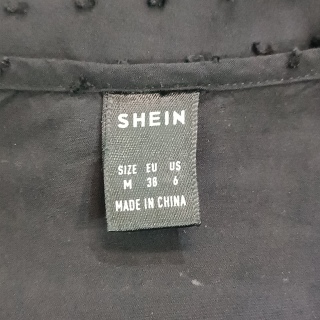 SHEIN
SIZE EU US
M 38 6
MADE IN CHINA